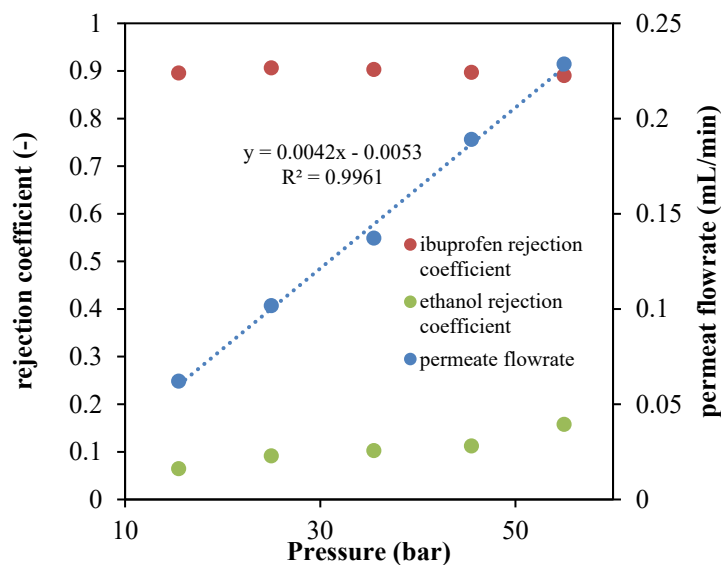 rejection coefficient (-)
1
0.9
0.8
0.7
0.6
0.5
0.4
0.3
0.2
0.1
0
y = 0.0042x - 0.0053
R² = 0.9961
ibuprofen rejection
coefficient
ethanol rejection
coefficient
permeate flowrate
0.25
0.2
0.15
0.1
0.05
0
permeat flowrate (mL/min)
10
30
50
Pressure (bar)